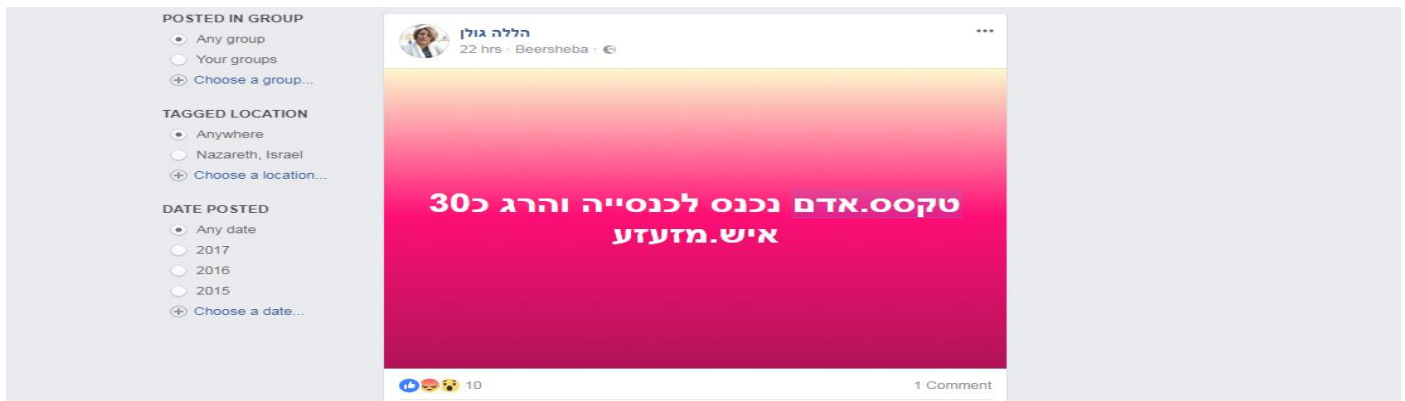 POSTED IN GROUP
Any group
Your groups
Choose a group...
TAGGED LOCATION
Anywhere
Nazareth, Israel
Choose a location...
DATE POSTED
Any date
2017
2016
2015
Choose a date...
הללה גולן
22 hrs · Beersheba ·
טקסס.אדם נכנס לכנסייה והרג כ30
איש.מזעזע
10
1 Comment